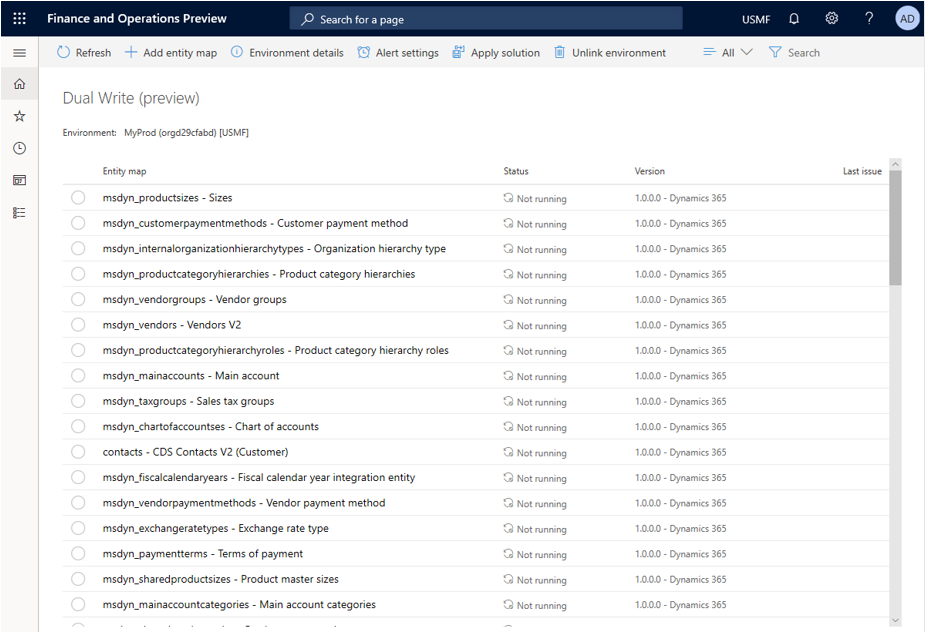 Finance and Operations Preview Search for a page USMF ? AD
Refresh Add entity map Environment details Alert settings Apply solution Unlink environment All Search
Dual Write (preview)
Environment: MyProd (orgd29cfabd) [USMF]
Entity map Status Version Last issue
msdyn_productsizes - Sizes Not running 1.0.0.0 - Dynamics 365
msdyn_customerpaymentmethods - Customer payment method Not running 1.0.0.0 - Dynamics 365
msdyn_internalorganizationhierarchytypes - Organization hierarchy type Not running 1.0.0.0 - Dynamics 365
msdyn_productcategoryhierarchies - Product category hierarchies Not running 1.0.0.0 - Dynamics 365
msdyn_vendorgroups - Vendor groups Not running 1.0.0.0 - Dynamics 365
msdyn_vendors - Vendors V2 Not running 1.0.0.0 - Dynamics 365
msdyn_productcategoryhierarchyroles - Product category hierarchy roles Not running 1.0.0.0 - Dynamics 365
msdyn_mainaccounts - Main account Not running 1.0.0.0 - Dynamics 365
msdyn_taxgroups - Sales tax groups Not running 1.0.0.0 - Dynamics 365
msdyn_chartofaccountses - Chart of accounts Not running 1.0.0.0 - Dynamics 365
contacts - CDS Contacts V2 (Customer) Not running 1.0.0.0 - Dynamics 365
msdyn_fiscalcalendaryears - Fiscal calendar year integration entity Not running 1.0.0.0 - Dynamics 365
msdyn_vendorpaymentmethods - Vendor payment method Not running 1.0.0.0 - Dynamics 365
msdyn_exchangeratetypes - Exchange rate type Not running 1.0.0.0 - Dynamics 365
msdyn_paymentterms - Terms of payment Not running 1.0.0.0 - Dynamics 365
msdyn_sharedproductsizes - Product master sizes Not running 1.0.0.0 - Dynamics 365
msdyn_mainaccountcategories - Main account categories Not running 1.0.0.0 - Dynamics 365